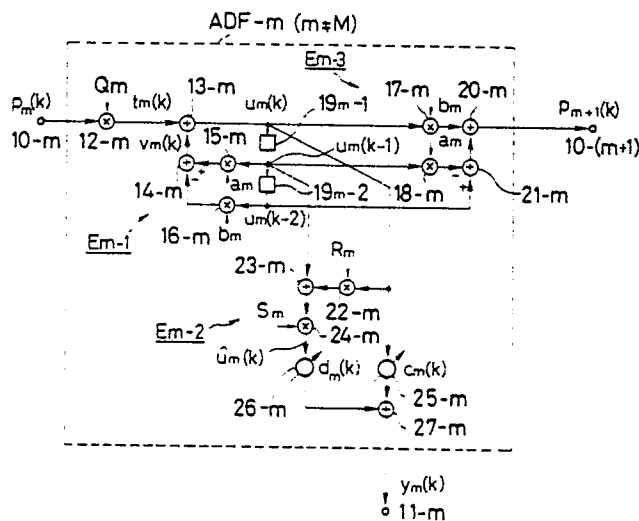 ADF-m (m≠M)
Em-3
Qm
13-m
um(k)
17-m
bm
20-m
pm(k)
tm(k)
19m-1
am
pm+1(k)
10-m
12-m
vm(k)
15-m
um(k-1)
10-(m+1)
14-m
am
19m-2
18-m
21-m
Em-1
16-m
bm
um(k-2)
23-m
Rm
22-m
Em-2
Sm
24-m
ûm(k)
dm(k)
cm(k)
26-m
25-m
27-m
ym(k)
11-m